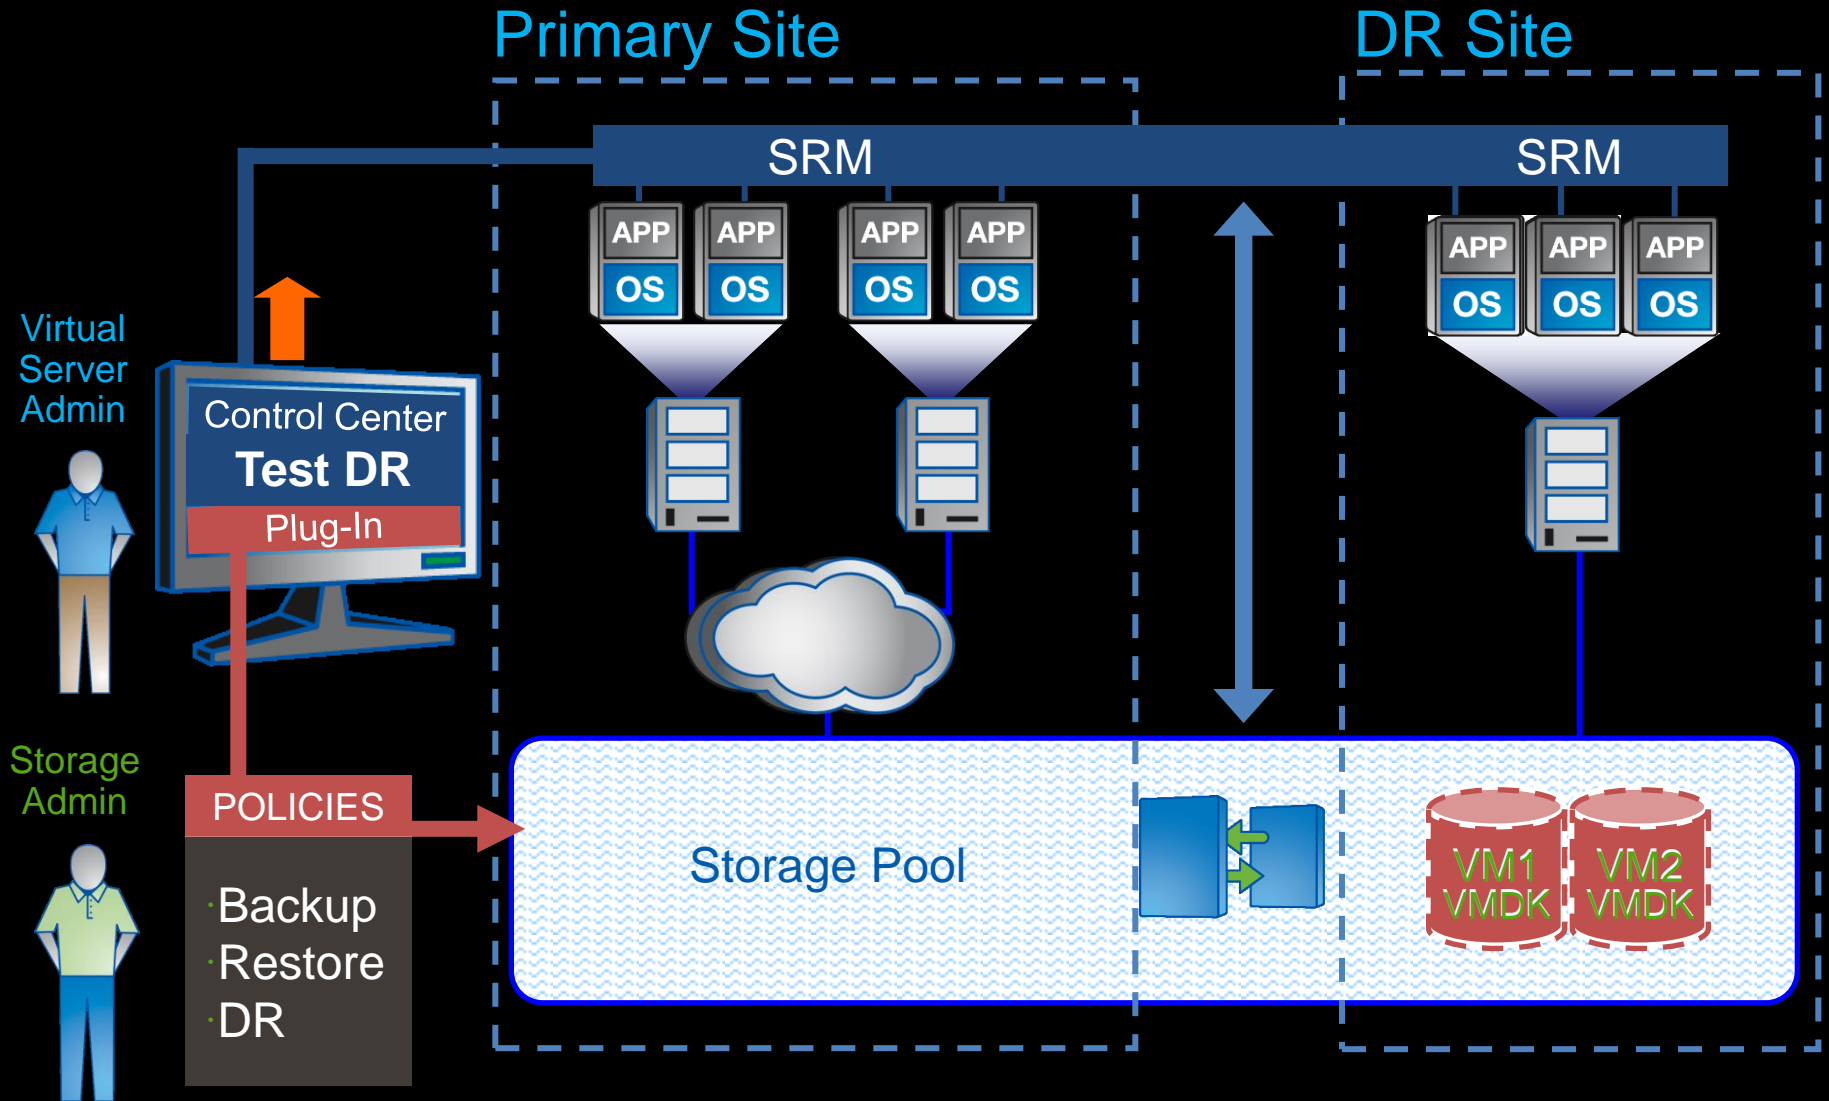 Primary Site
DR Site
SRM
SRM
APP
OS
APP
OS
APP
OS
APP
OS
APP
OS
APP
OS
APP
OS
Virtual
Server
Admin
Control Center
Test DR
Plug-In
Storage
Admin
POLICIES
·Backup
·Restore
·DR
Storage Pool
VM1
VMDK
VM2
VMDK